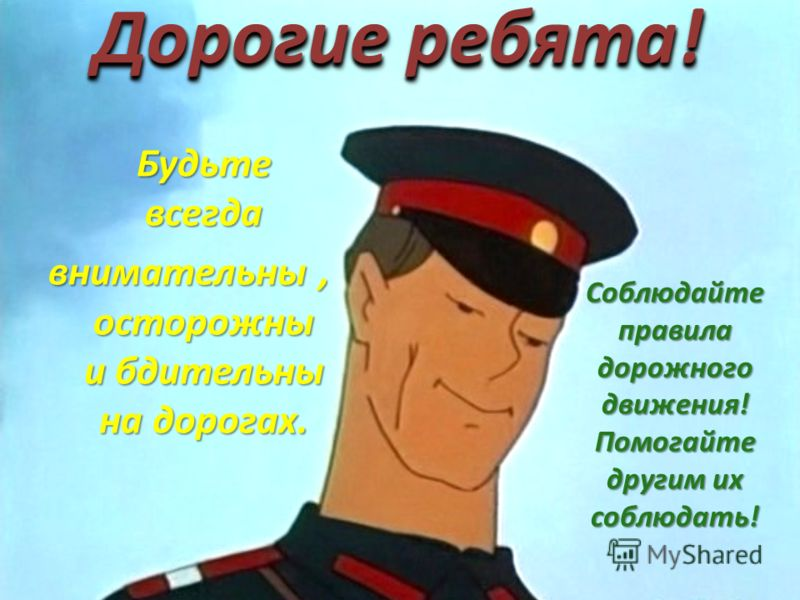 Дорогие ребята!
Будьте
всегда
внимательны ,
осторожны
и бдительны
на дорогах.
Соблюдайте
правила
дорожного
движения!
Помогайте
другим их
соблюдать!
MyShared